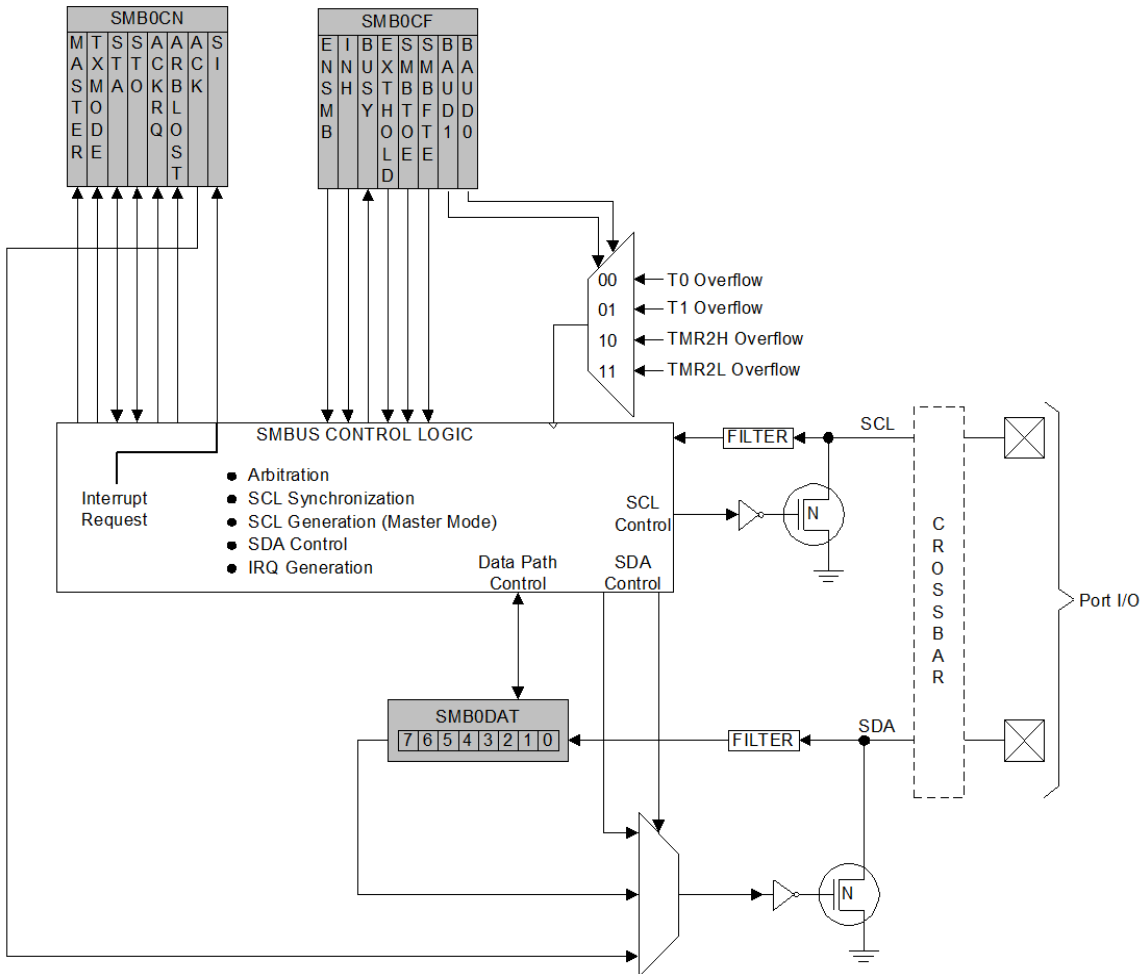 SMB0CN
MASTER
TXMODE
STA
STO
ACKRQ
ARBLOST
ACK
SI
SMB0CF
ENSMB
INH
BUSY
EXTHOLD
SMBTOE
SMBFTE
BAUD1
BAUD0
00
T0 Overflow
01
T1 Overflow
10
TMR2H Overflow
11
TMR2L Overflow
SMBUS CONTROL LOGIC
Interrupt
Request
Arbitration
SCL Synchronization
SCL Generation (Master Mode)
SDA Control
IRQ Generation
SCL
Control
Data Path
Control
SDA
Control
FILTER
SCL
N
CROSSBAR
Port I/O
SMB0DAT
7 6 5 4 3 2 1 0
FILTER
SDA
N